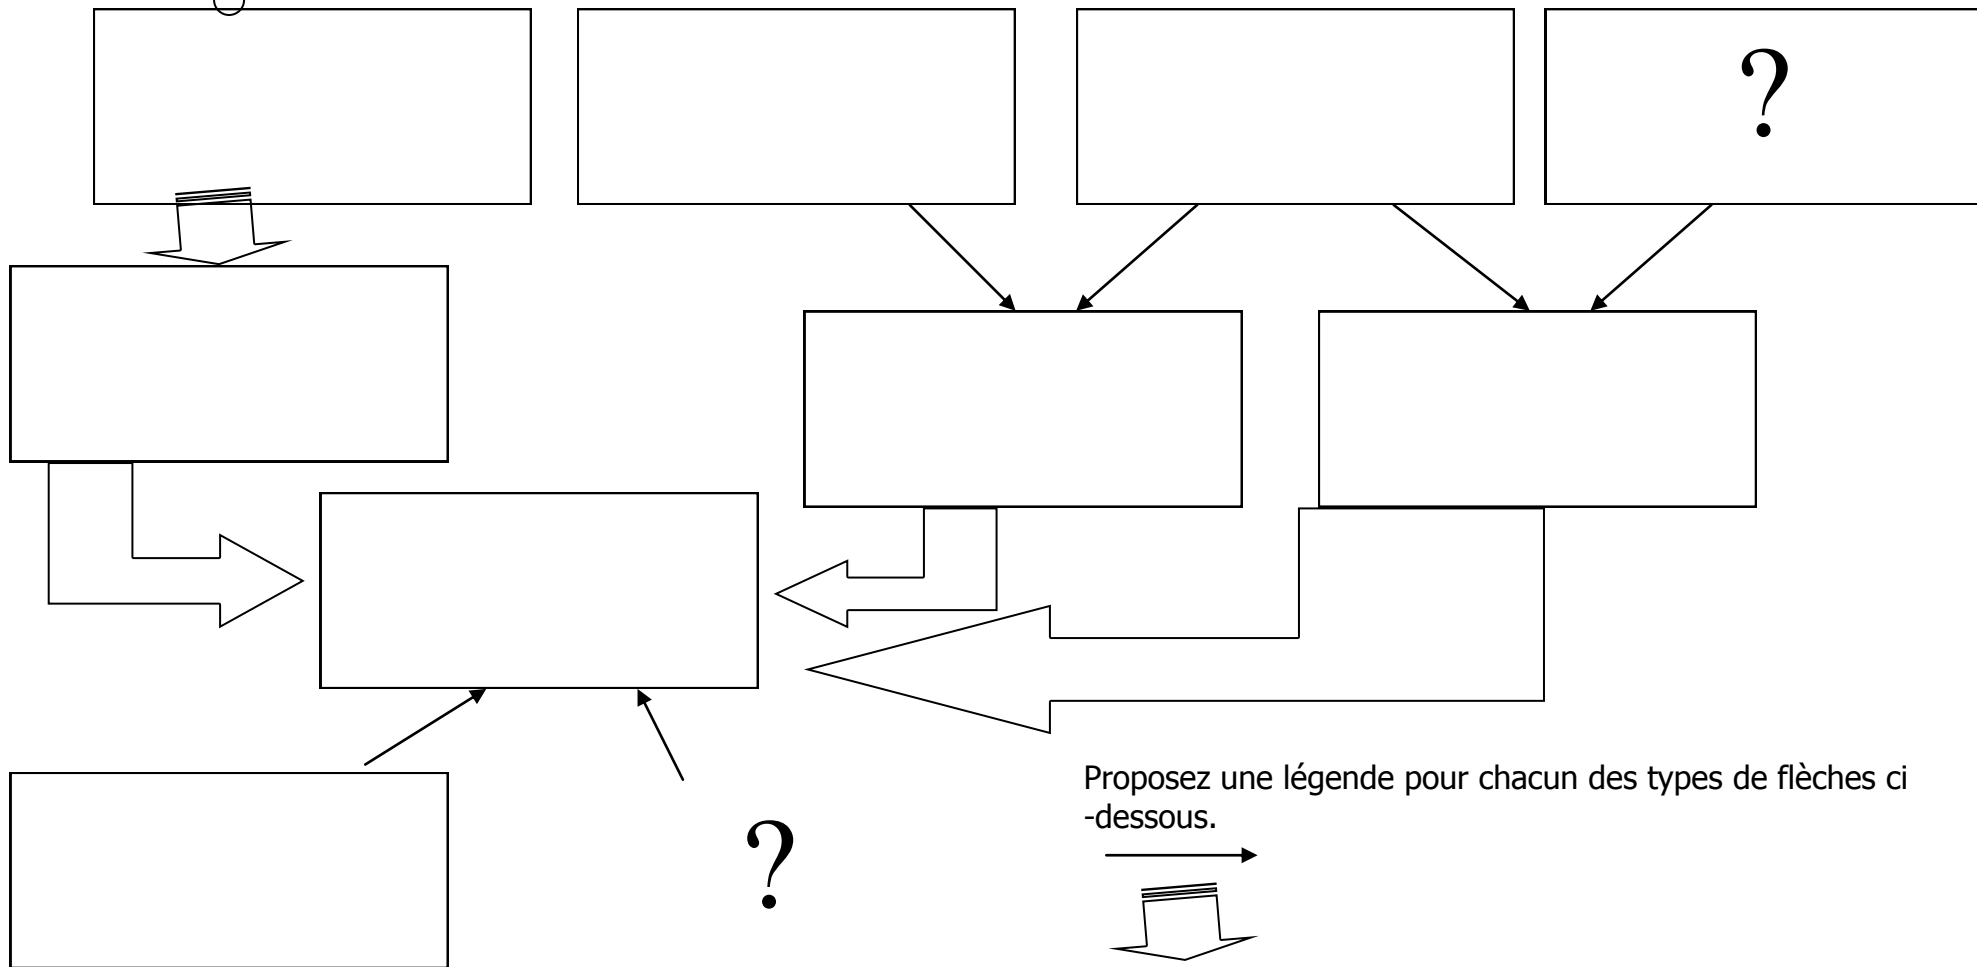 ?
Proposez une légende pour chacun des types de flèches ci
-dessous.
?